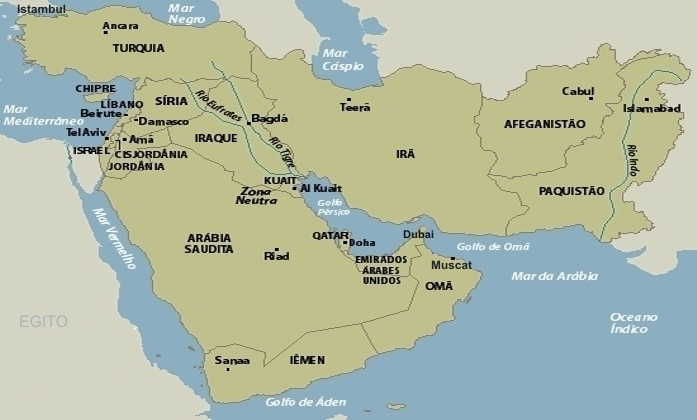 Istambul
Mar
Negro
Ancara
TURQUIA
Mar
Cáspio
CHIPRE
Mar
Mediterrâneo
LÍBANO
Beirute
SÍRIA
Damasco
Rio Eufrates
Bagdá
Rio Tigre
Teerã
Cabul
Islamabad
TelAviv
Amã
ISRAEL
CISJORDÂNIA
JORDÂNIA
IRAQUE
IRÃ
AFEGANISTÃO
Rio Indo
PAQUISTÃO
KUAIT
Al Kuait
Zona
Neutra
Golfo
Pérsico
Mar Vermelho
ARÁBIA
SAUDITA
Riad
QATAR
Doha
Dubai
Golfo de Omã
EMIRADOS
ÁRABES
UNIDOS
Muscat
OMÃ
Mar da Arábia
Oceano
Índico
EGITO
Sanaa
IÊMEN
Golfo de Áden